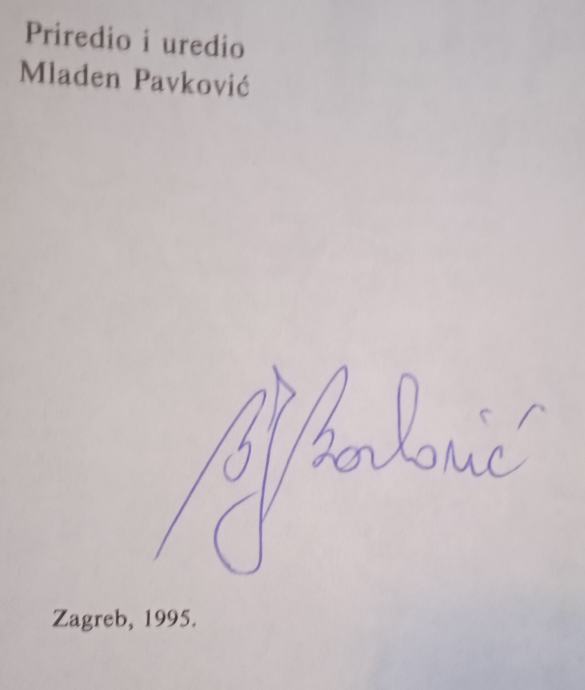 Priredio i uredio
Mladen Pavković
Zagreb, 1995.